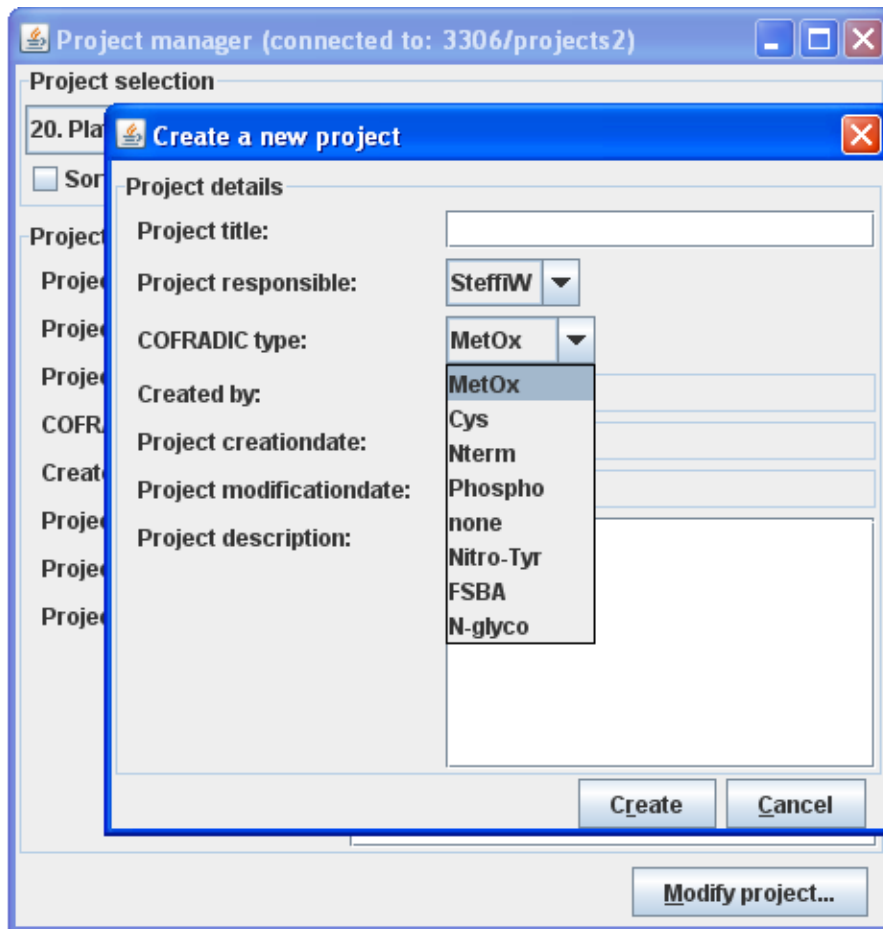 Project manager (connected to: 3306/projects2)
Project selection
20. Pla
Sor
Create a new project
Project details
Project title:
Project responsible: SteffiW
COFRADIC type: MetOx
MetOx
Cys
Nterm
Phospho
none
Nitro-Tyr
FSBA
N-glyco
Created by:
Project creationdate:
Project modificationdate:
Project description:
Create Cancel
Project
Proje
Proje
Proje
COFR
Creat
Proje
Proje
Proje
Modify project...